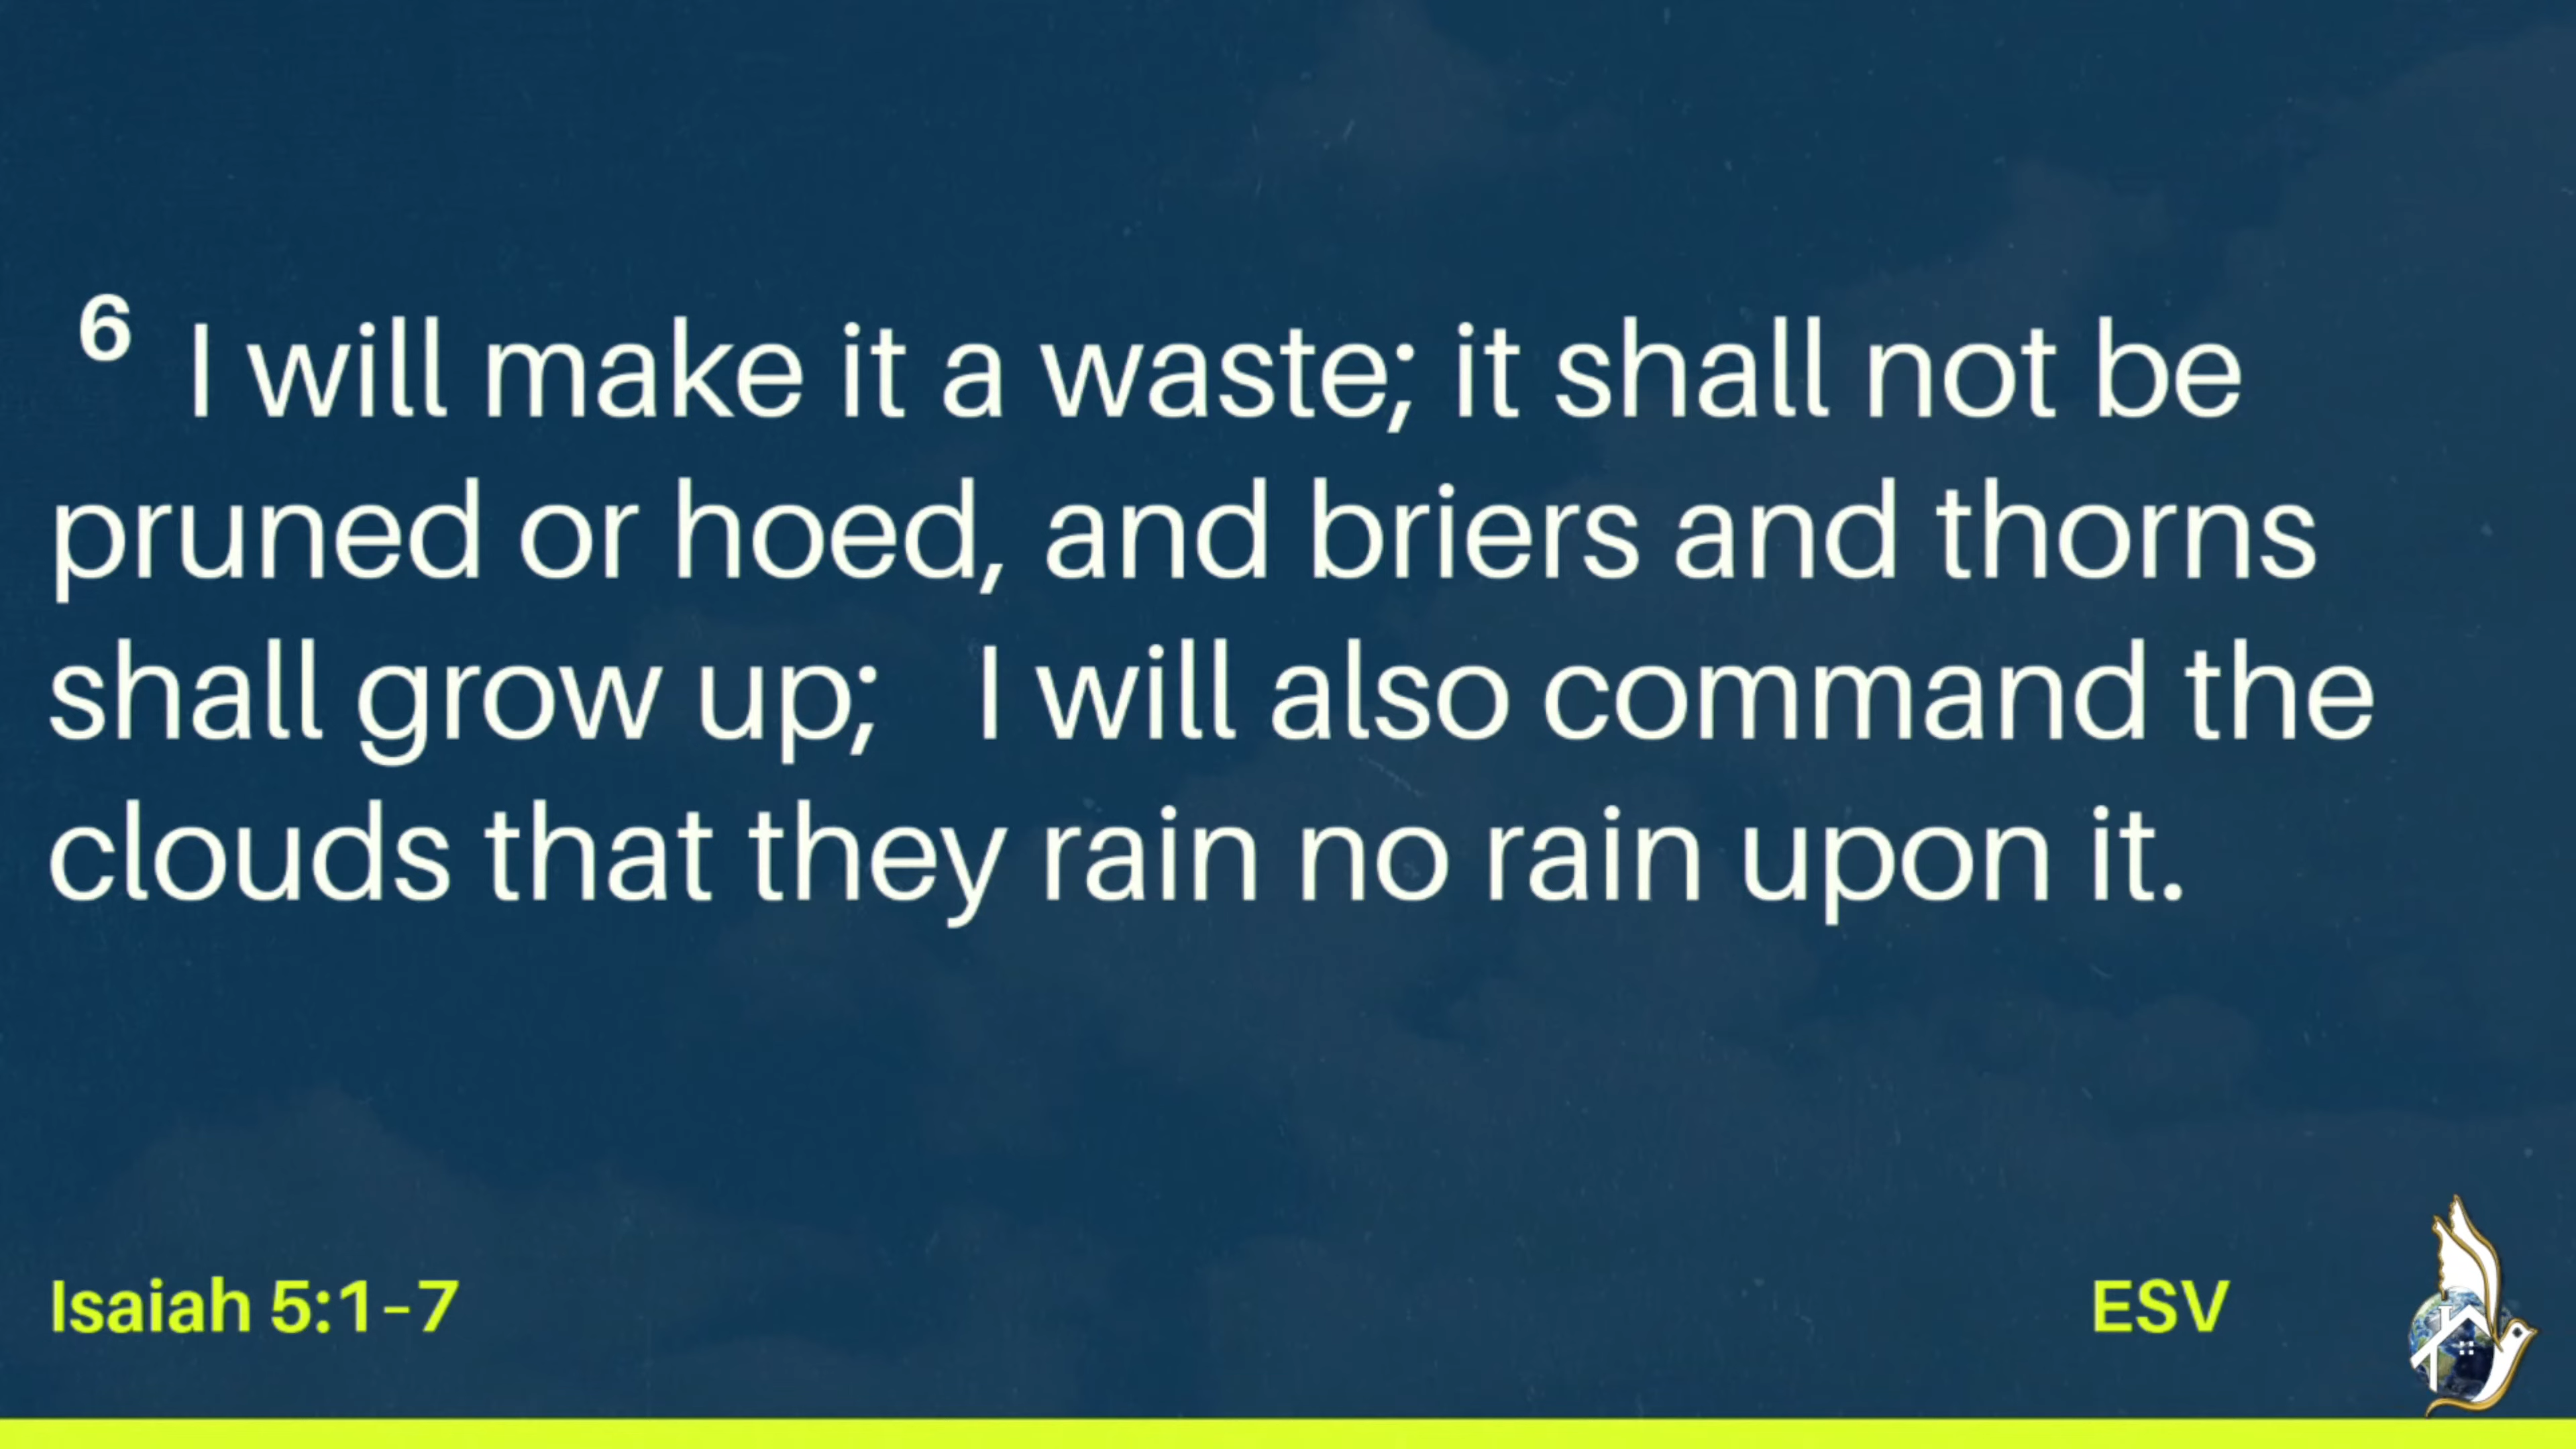 6 I will make it a waste; it shall not be
pruned or hoed, and briers and thorns
shall grow up; I will also command the
clouds that they rain no rain upon it.
Isaiah 5:1–7
ESV